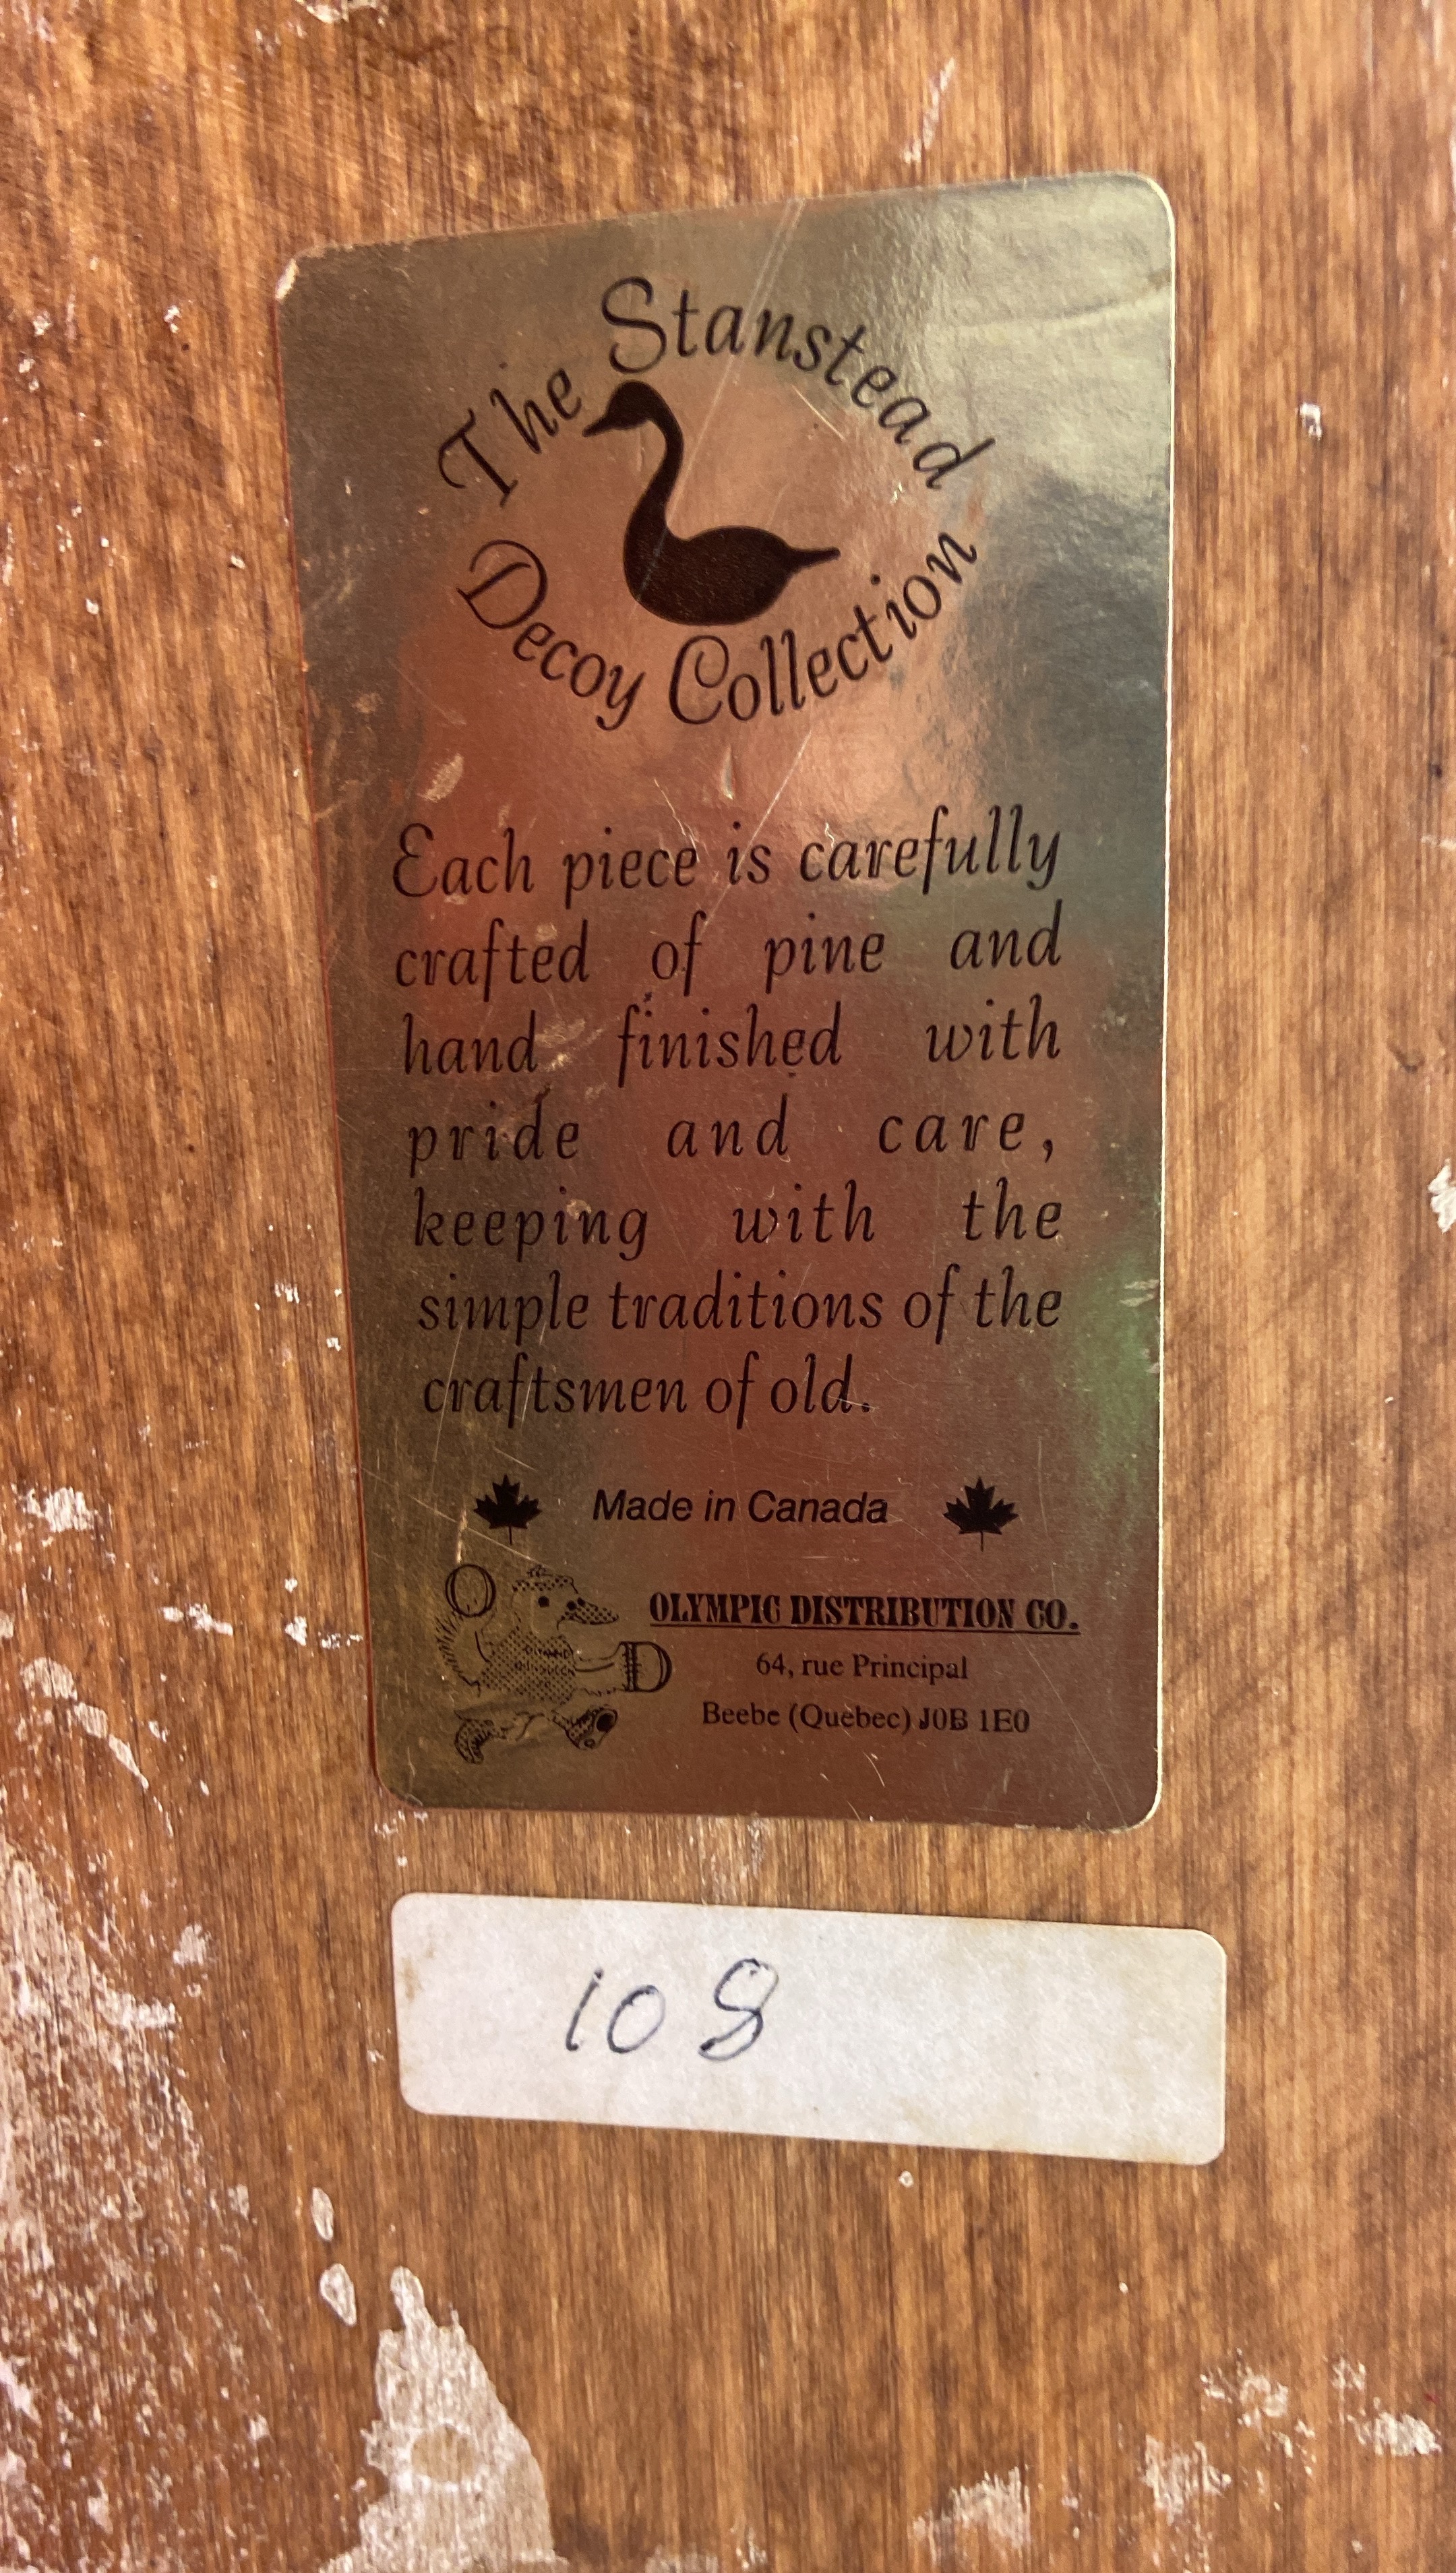 The Stanstead
Decoy Collection
Each piece is carefully
crafted of pine and
hand finished with
pride and care,
keeping with the
simple traditions of the
craftsmen of old.
Made in Canada
O
D
OLYMPIC DISTRIBUTION CO.
64, rue Principal
Beebe (Quebec) J0B 1E0
108